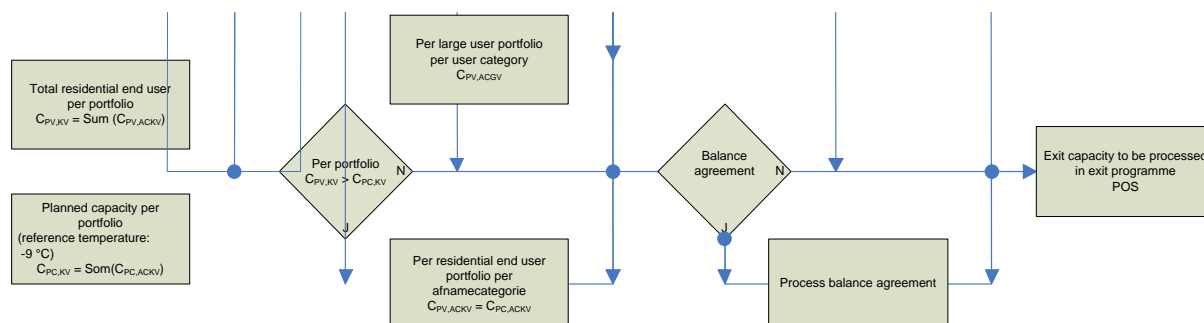 Total residential end user
per portfolio
CPV,KV = Sum (CPV,ACKV)
Planned capacity per
portfolio
(reference temperature:
-9 °C)
CPC,KV = Som(CPC,ACKV)
Per portfolio
CPV,KV > CPC,KV
N
J
Per large user portfolio
per user category
CPV,ACGV
Per residential end user
portfolio per
afnamecategorie
CPV,ACKV = CPC,ACKV
Balance
agreement
N
J
Process balance agreement
Exit capacity to be processed
in exit programme
POS